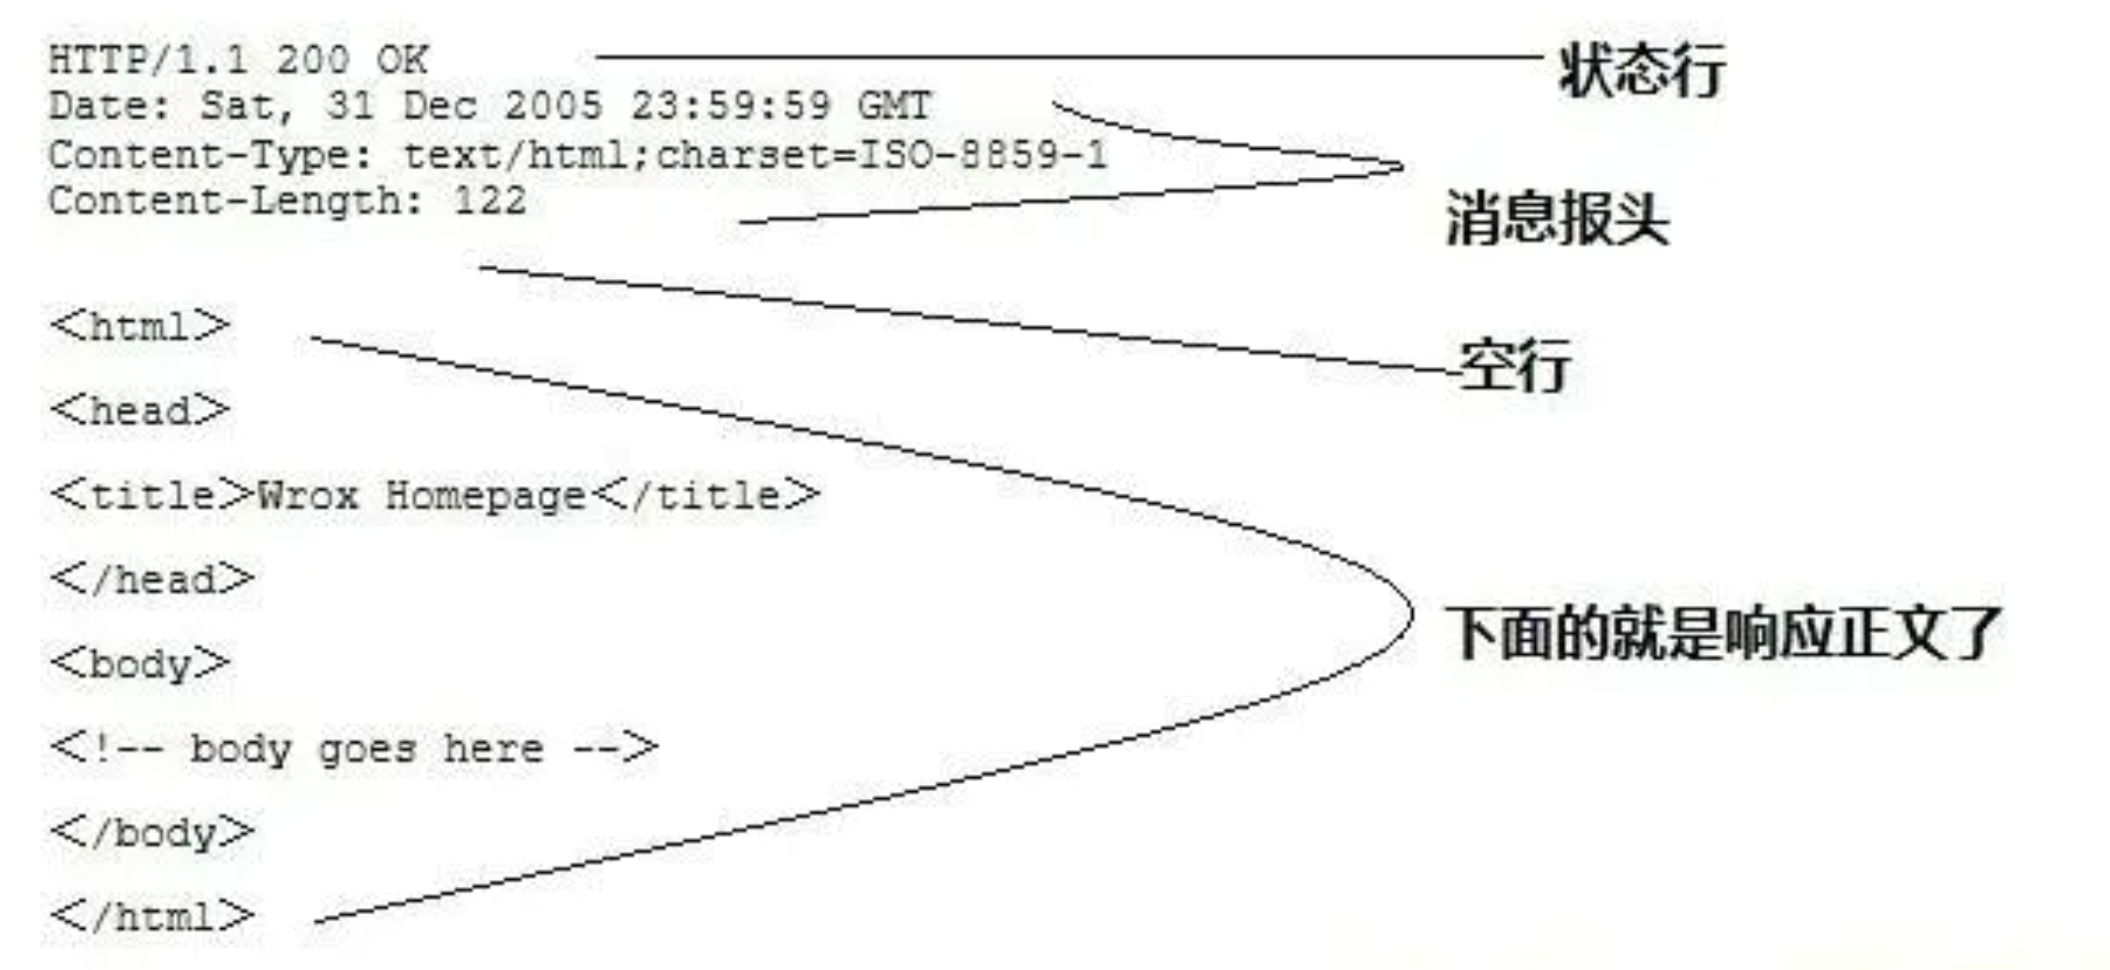 HTTP/1.1 200 OK 状态行
Date: Sat, 31 Dec 2005 23:59:59 GMT
Content-Type: text/html;charset=ISO-8859-1
Content-Length: 122 消息报头
<html>
空行
<head>
<title>Wrox Homepage</title>
</head>
下面的就是响应正文了
<body>
<!-- body goes here -->
</body>
</html>